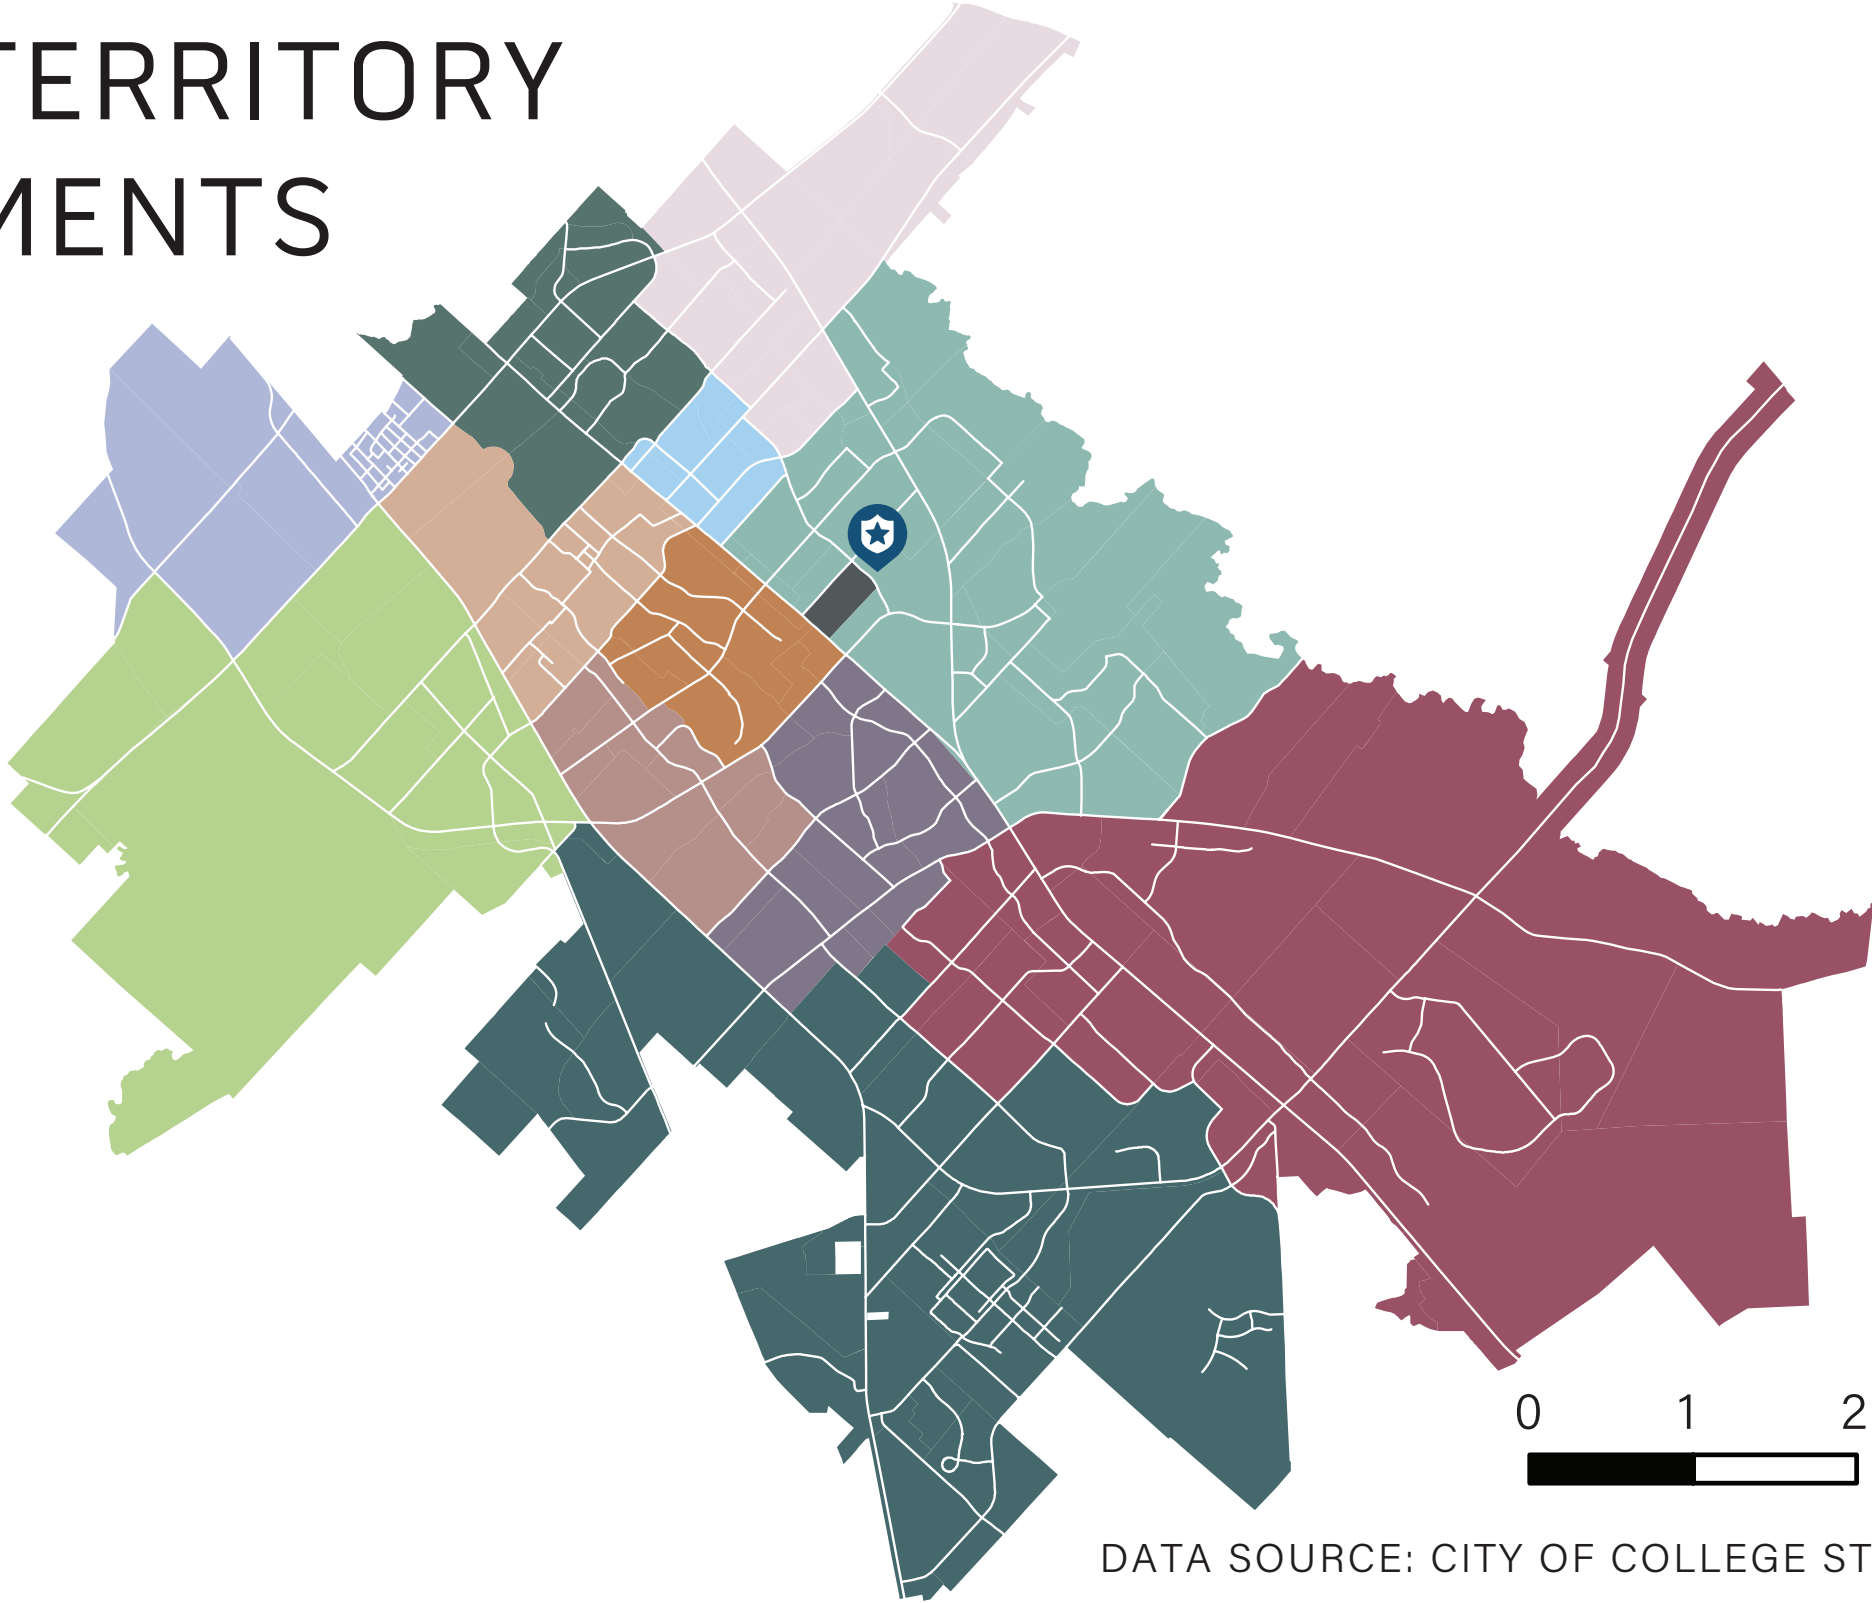 TERRITORY
MENTS
0 1 2
DATA SOURCE: CITY OF COLLEGE ST